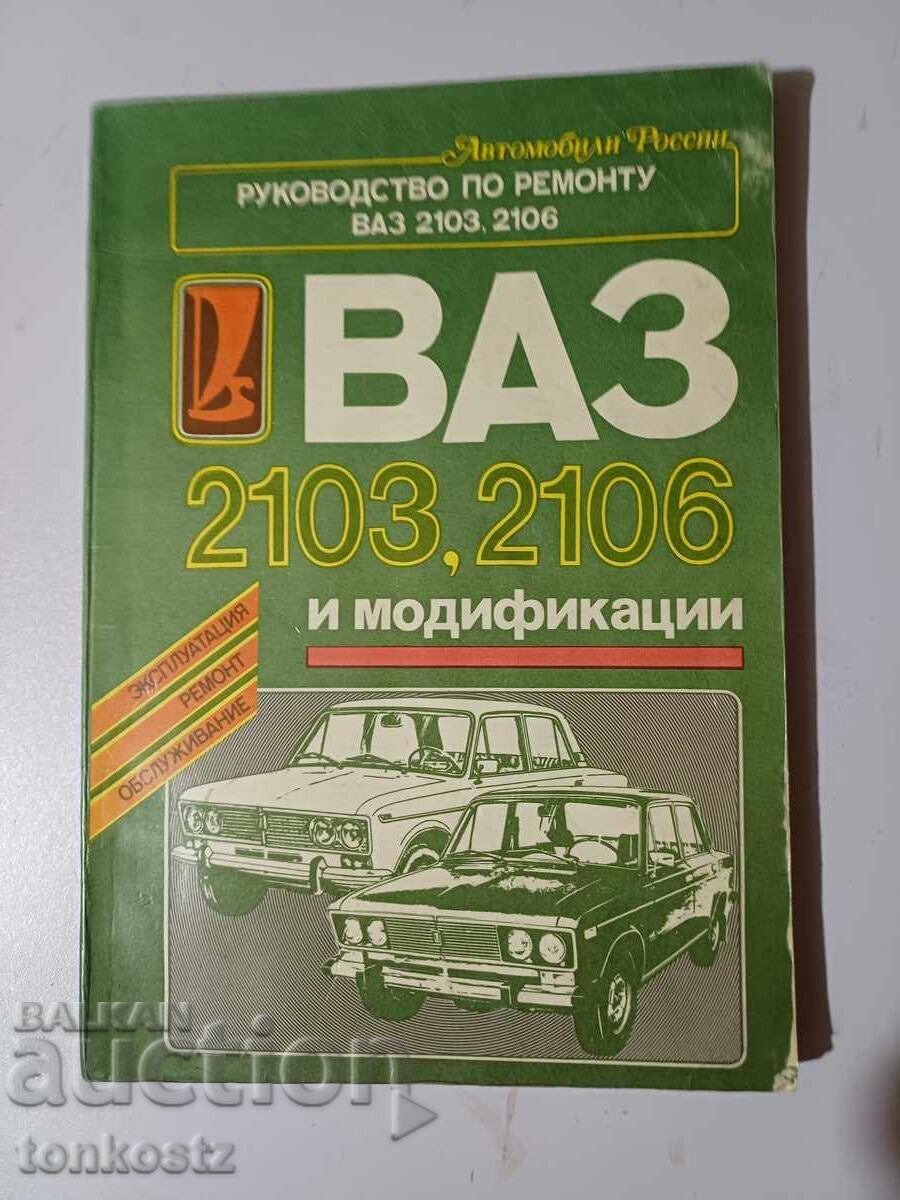 Автомобили России
РУКОВОДСТВО ПО РЕМОНТУ
ВАЗ 2103, 2106
ВАЗ
2103, 2106
и модификации
ЭКСПЛУАТАЦИЯ
РЕМОНТ
ОБСЛУЖИВАНИЕ
BALKAN
auction
tonkostz